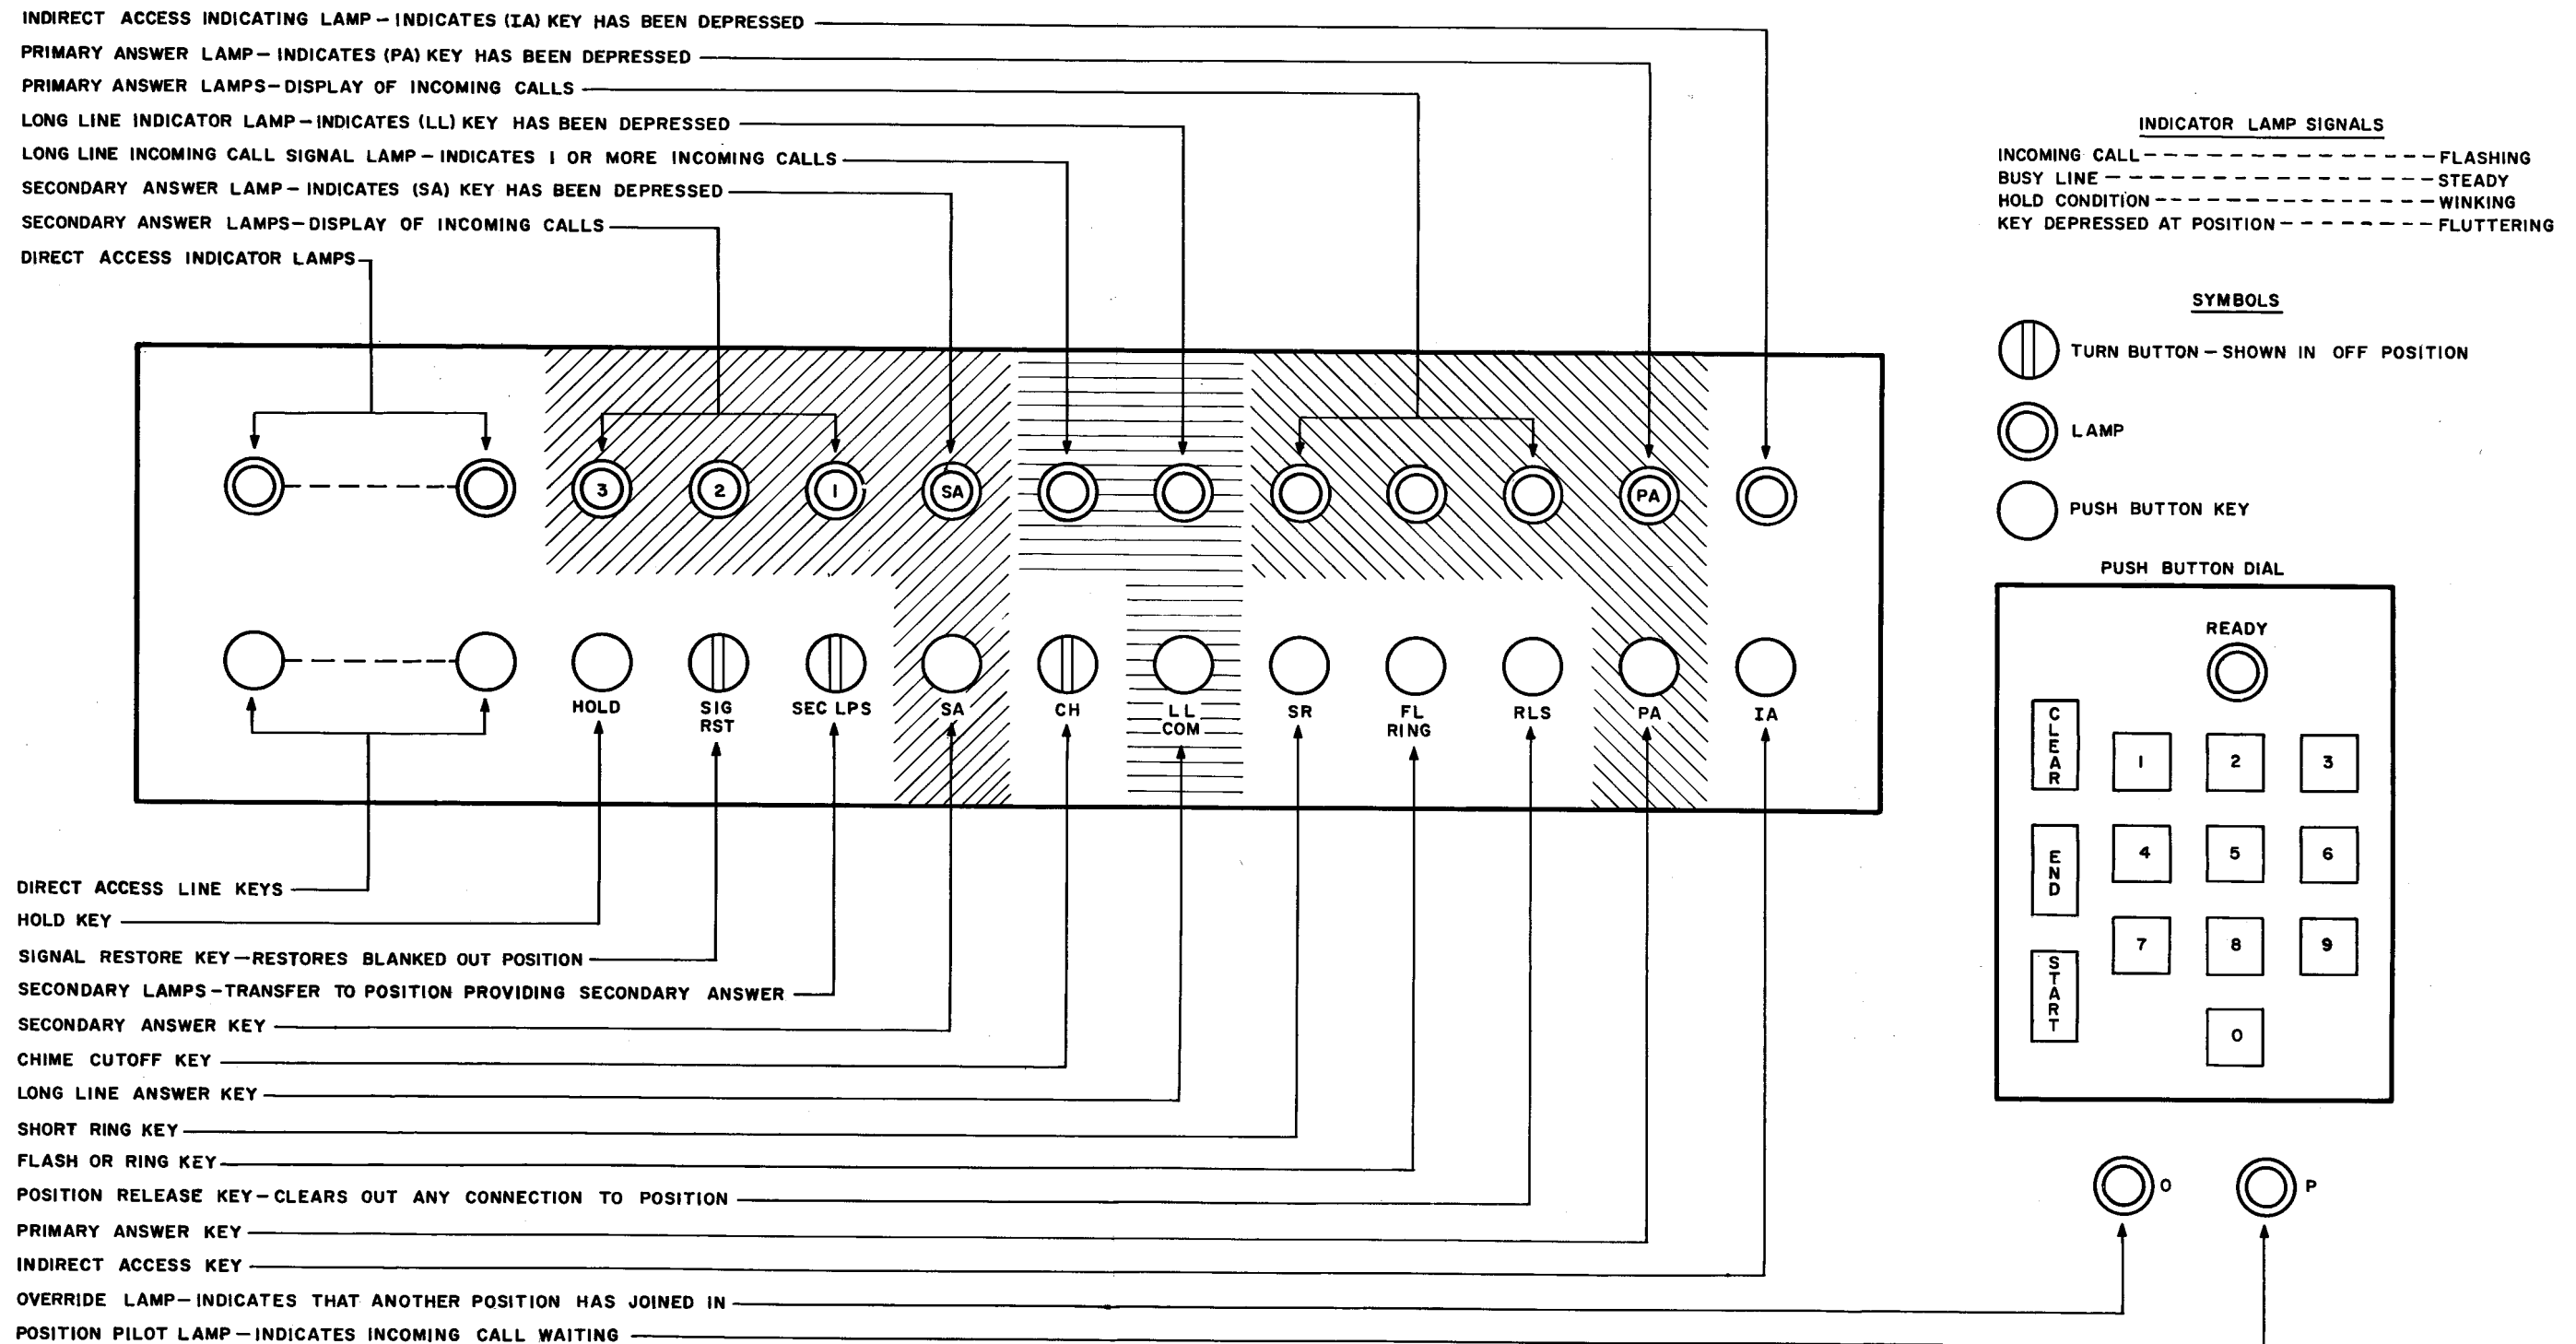 INDIRECT ACCESS INDICATING LAMP – INDICATES (IA) KEY HAS BEEN DEPRESSED
PRIMARY ANSWER LAMP – INDICATES (PA) KEY HAS BEEN DEPRESSED
PRIMARY ANSWER LAMPS – DISPLAY OF INCOMING CALLS
LONG LINE INDICATOR LAMP – INDICATES (LL) KEY HAS BEEN DEPRESSED
LONG LINE INCOMING CALL SIGNAL LAMP – INDICATES 1 OR MORE INCOMING CALLS
SECONDARY ANSWER LAMP – INDICATES (SA) KEY HAS BEEN DEPRESSED
SECONDARY ANSWER LAMPS – DISPLAY OF INCOMING CALLS
DIRECT ACCESS INDICATOR LAMPS
INDICATOR LAMP SIGNALS
INCOMING CALL – – – – – – – – – – – – – – FLASHING
BUSY LINE – – – – – – – – – – – – – – – STEADY
HOLD CONDITION – – – – – – – – – – – – – WINKING
KEY DEPRESSED AT POSITION – – – – – – – – FLUTTERING
SYMBOLS
TURN BUTTON – SHOWN IN OFF POSITION
LAMP
PUSH BUTTON KEY
3 2 1 SA PA
HOLD SIG RST SEC LPS SA CH LL COM SR FL RING RLS PA IA
PUSH BUTTON DIAL
READY
CLEAR
1 2 3
END
4 5 6
START
7 8 9
0
O P
DIRECT ACCESS LINE KEYS
HOLD KEY
SIGNAL RESTORE KEY – RESTORES BLANKED OUT POSITION
SECONDARY LAMPS – TRANSFER TO POSITION PROVIDING SECONDARY ANSWER
SECONDARY ANSWER KEY
CHIME CUTOFF KEY
LONG LINE ANSWER KEY
SHORT RING KEY
FLASH OR RING KEY
POSITION RELEASE KEY – CLEARS OUT ANY CONNECTION TO POSITION
PRIMARY ANSWER KEY
INDIRECT ACCESS KEY
OVERRIDE LAMP – INDICATES THAT ANOTHER POSITION HAS JOINED IN
POSITION PILOT LAMP – INDICATES INCOMING CALL WAITING